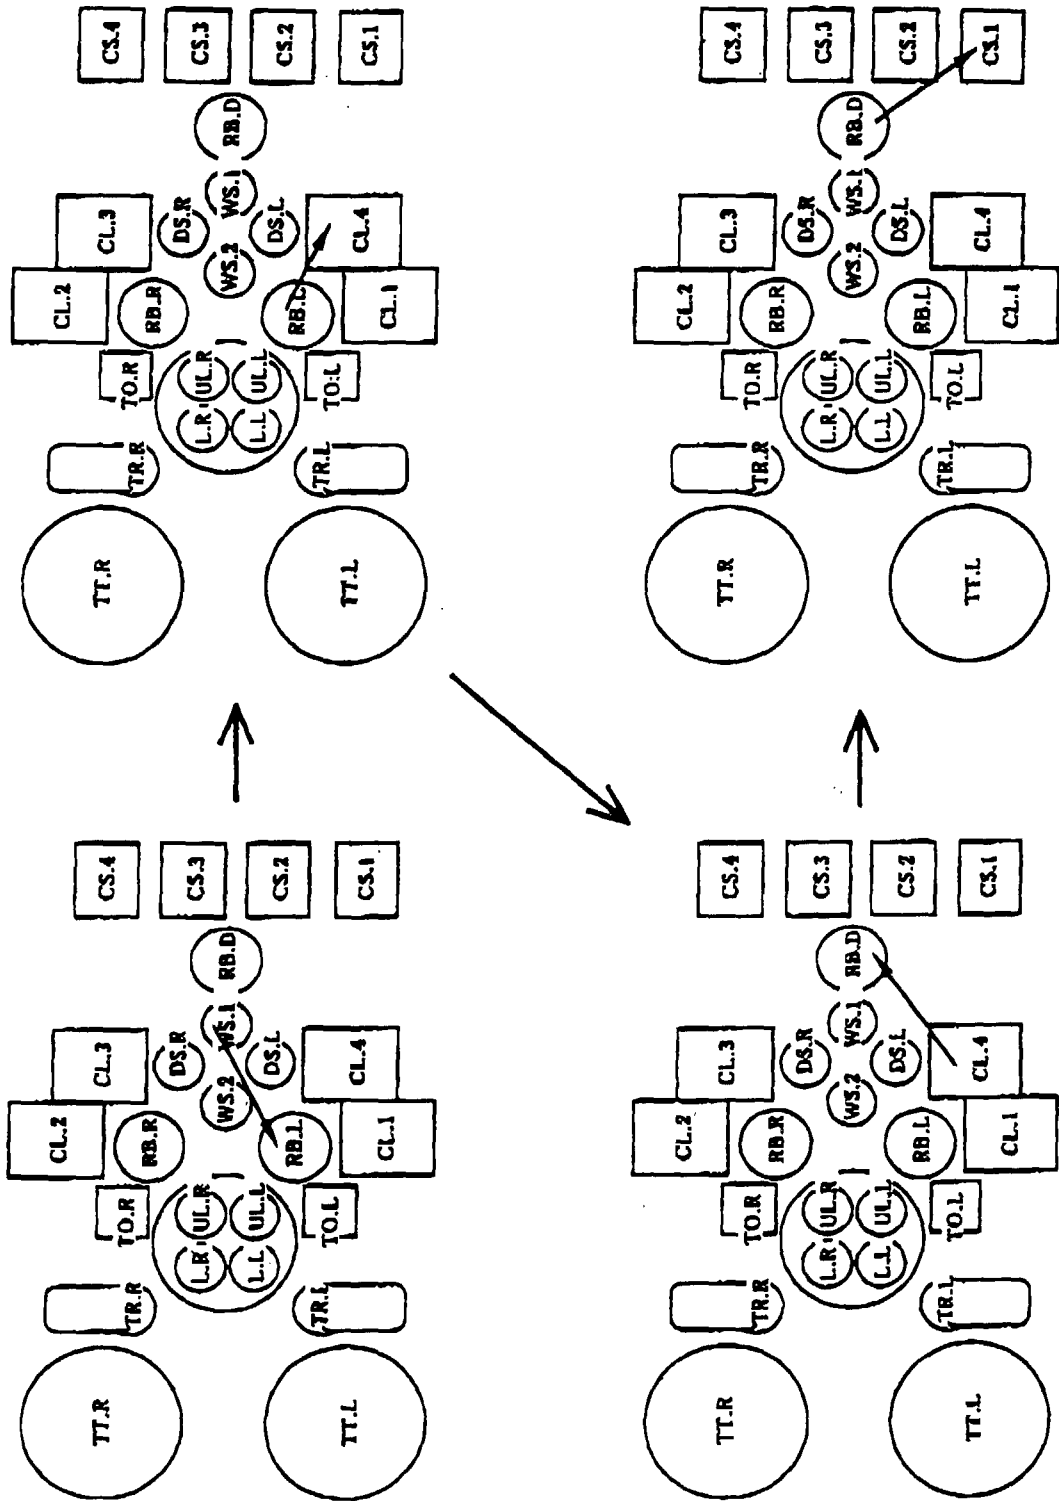 CS.4
CS.3
CS.2
CS.1
RB.D
WS.1
DS.R
DS.L
WS.2
CL.3
CL.4
CL.2
CL.1
RB.R
RB.L
TO.R
TO.L
UL.R
UL.L
L.R
L.L
TR.R
TR.L
TT.R
TT.L
CS.4
CS.3
CS.2
CS.1
RB.D
WS.1
DS.R
DS.L
WS.2
CL.3
CL.4
CL.2
CL.1
RB.R
RB.L
TO.R
TO.L
UL.R
UL.L
L.R
L.L
TR.R
TR.L
TT.R
TT.L
CS.4
CS.3
CS.2
CS.1
RB.D
WS.1
DS.R
DS.L
WS.2
CL.3
CL.4
CL.2
CL.1
RB.R
RB.L
TO.R
TO.L
UL.R
UL.L
L.R
L.L
TR.R
TR.L
TT.R
TT.L
CS.4
CS.3
CS.2
CS.1
RB.D
WS.1
DS.R
DS.L
WS.2
CL.3
CL.4
CL.2
CL.1
RB.R
RB.L
TO.R
TO.L
UL.R
UL.L
L.R
L.L
TR.R
TR.L
TT.R
TT.L